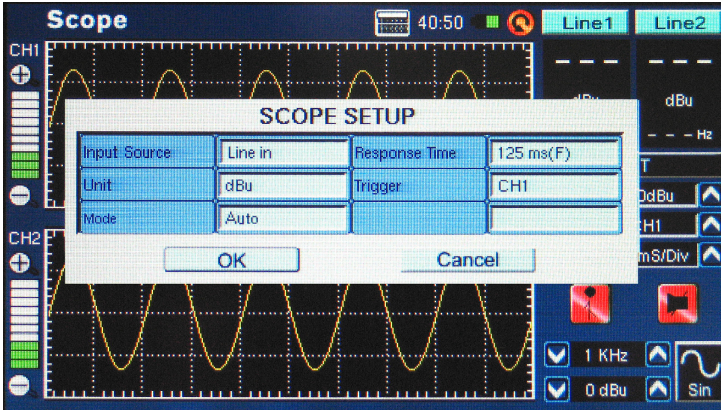 Scope
40:50
Line1
Line2
CH1
– – –
– – –
dBu
dBu
– – – Hz
SCOPE SETUP
Input Source
Line in
Response Time
125 ms(F)
Unit
dBu
Trigger
CH1
Mode
Auto
OK
Cancel
T
0dBu
H1
mS/Div
CH2
1 KHz
0 dBu
Sin